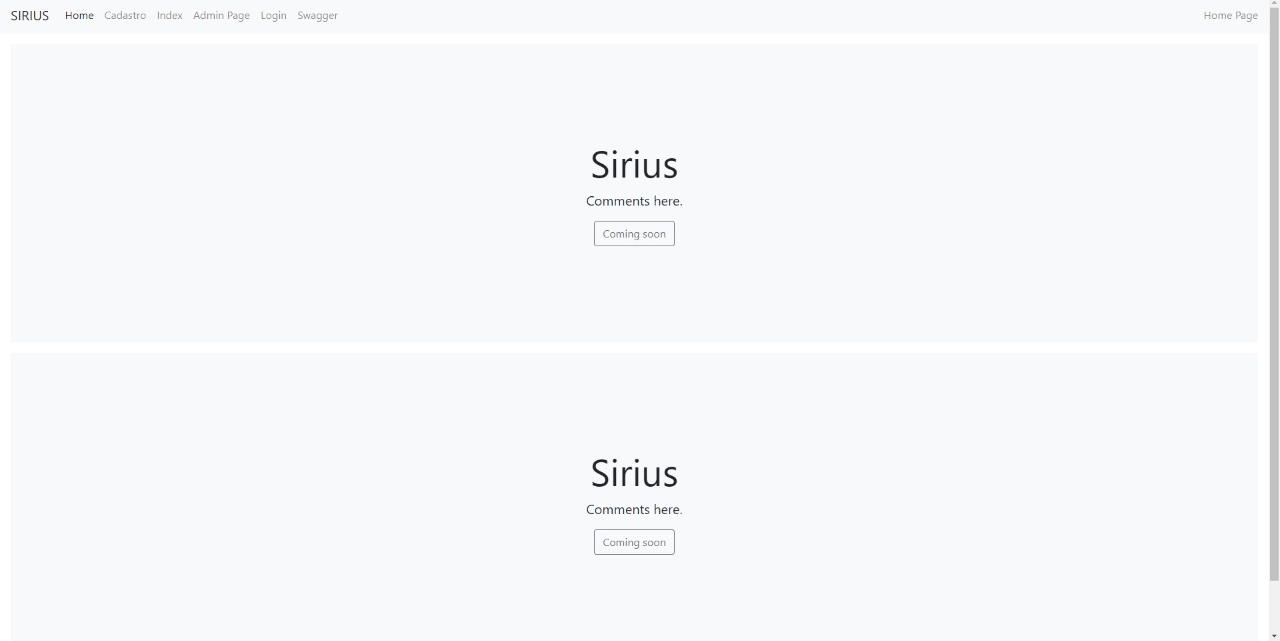 SIRIUS Home Cadastro Index Admin Page Login Swagger Home Page
Sirius
Comments here.
Coming soon
Sirius
Comments here.
Coming soon